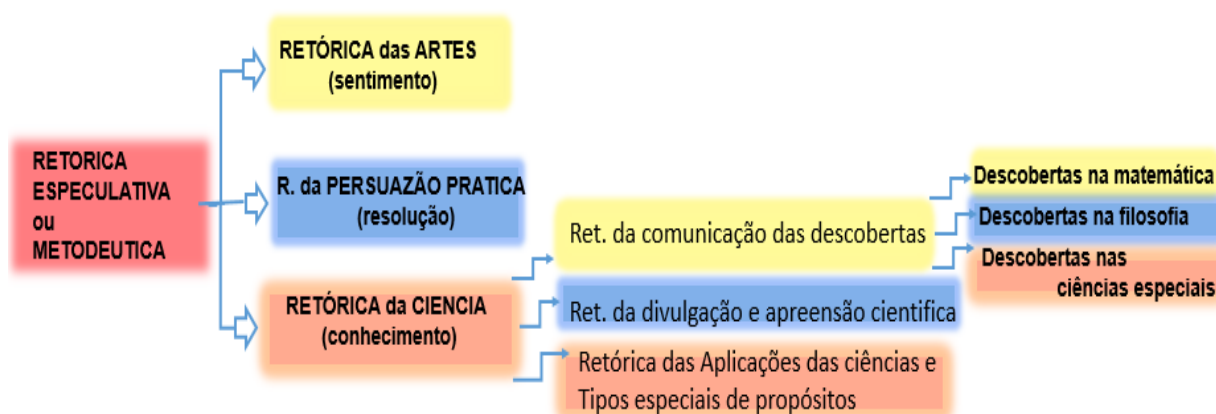 RETORICA
ESPECULATIVA
ou
METODEUTICA
RETÓRICA das ARTES
(sentimento)
R. da PERSUAZÃO PRATICA
(resolução)
RETÓRICA da CIENCIA
(conhecimento)
Ret. da comunicação das descobertas
Ret. da divulgação e apreensão cientifica
Retórica das Aplicações das ciências e
Tipos especiais de propósitos
Descobertas na matemática
Descobertas na filosofia
Descobertas nas
ciências especiais